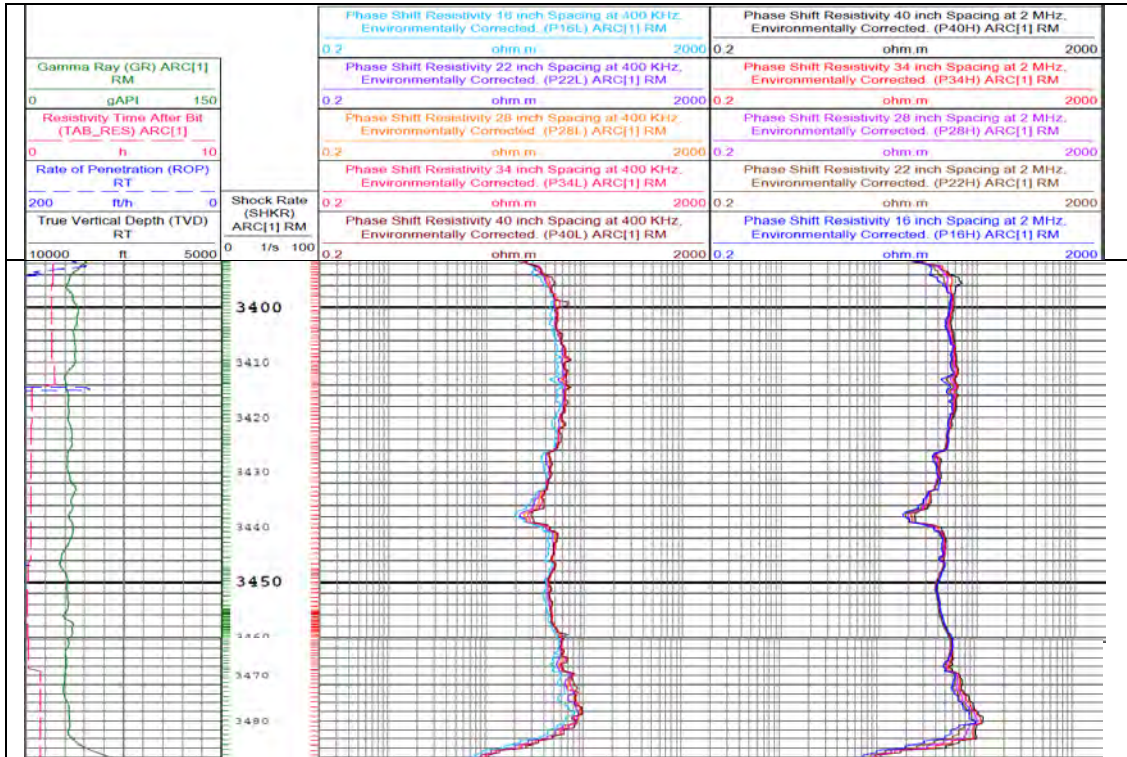 Phase Shift Resistivity 16 inch Spacing at 400 KHz,
Environmentally Corrected. (P16L) ARC[1] RM
0.2 ohm.m 2000
Phase Shift Resistivity 40 inch Spacing at 2 MHz,
Environmentally Corrected. (P40H) ARC[1] RM
0.2 ohm.m 2000
Gamma Ray (GR) ARC[1]
RM
0 gAPI 150
Phase Shift Resistivity 22 inch Spacing at 400 KHz,
Environmentally Corrected. (P22L) ARC[1] RM
0.2 ohm.m 2000
Phase Shift Resistivity 34 inch Spacing at 2 MHz,
Environmentally Corrected. (P34H) ARC[1] RM
0.2 ohm.m 2000
Resistivity Time After Bit
(TAB_RES) ARC[1]
0 h 10
Phase Shift Resistivity 28 inch Spacing at 400 KHz,
Environmentally Corrected. (P28L) ARC[1] RM
0.2 ohm.m 2000
Phase Shift Resistivity 28 inch Spacing at 2 MHz,
Environmentally Corrected. (P28H) ARC[1] RM
0.2 ohm.m 2000
Rate of Penetration (ROP)
RT
200 ft/h 0
Phase Shift Resistivity 34 inch Spacing at 400 KHz,
Environmentally Corrected. (P34L) ARC[1] RM
0.2 ohm.m 2000
Phase Shift Resistivity 22 inch Spacing at 2 MHz,
Environmentally Corrected. (P22H) ARC[1] RM
0.2 ohm.m 2000
True Vertical Depth (TVD)
RT
10000 ft 5000
Shock Rate
(SHKR)
ARC[1] RM
0 1/s 100
Phase Shift Resistivity 40 inch Spacing at 400 KHz,
Environmentally Corrected. (P40L) ARC[1] RM
0.2 ohm.m 2000
Phase Shift Resistivity 16 inch Spacing at 2 MHz,
Environmentally Corrected. (P16H) ARC[1] RM
0.2 ohm.m 2000
3400
3410
3420
3430
3440
3450
3460
3470
3480